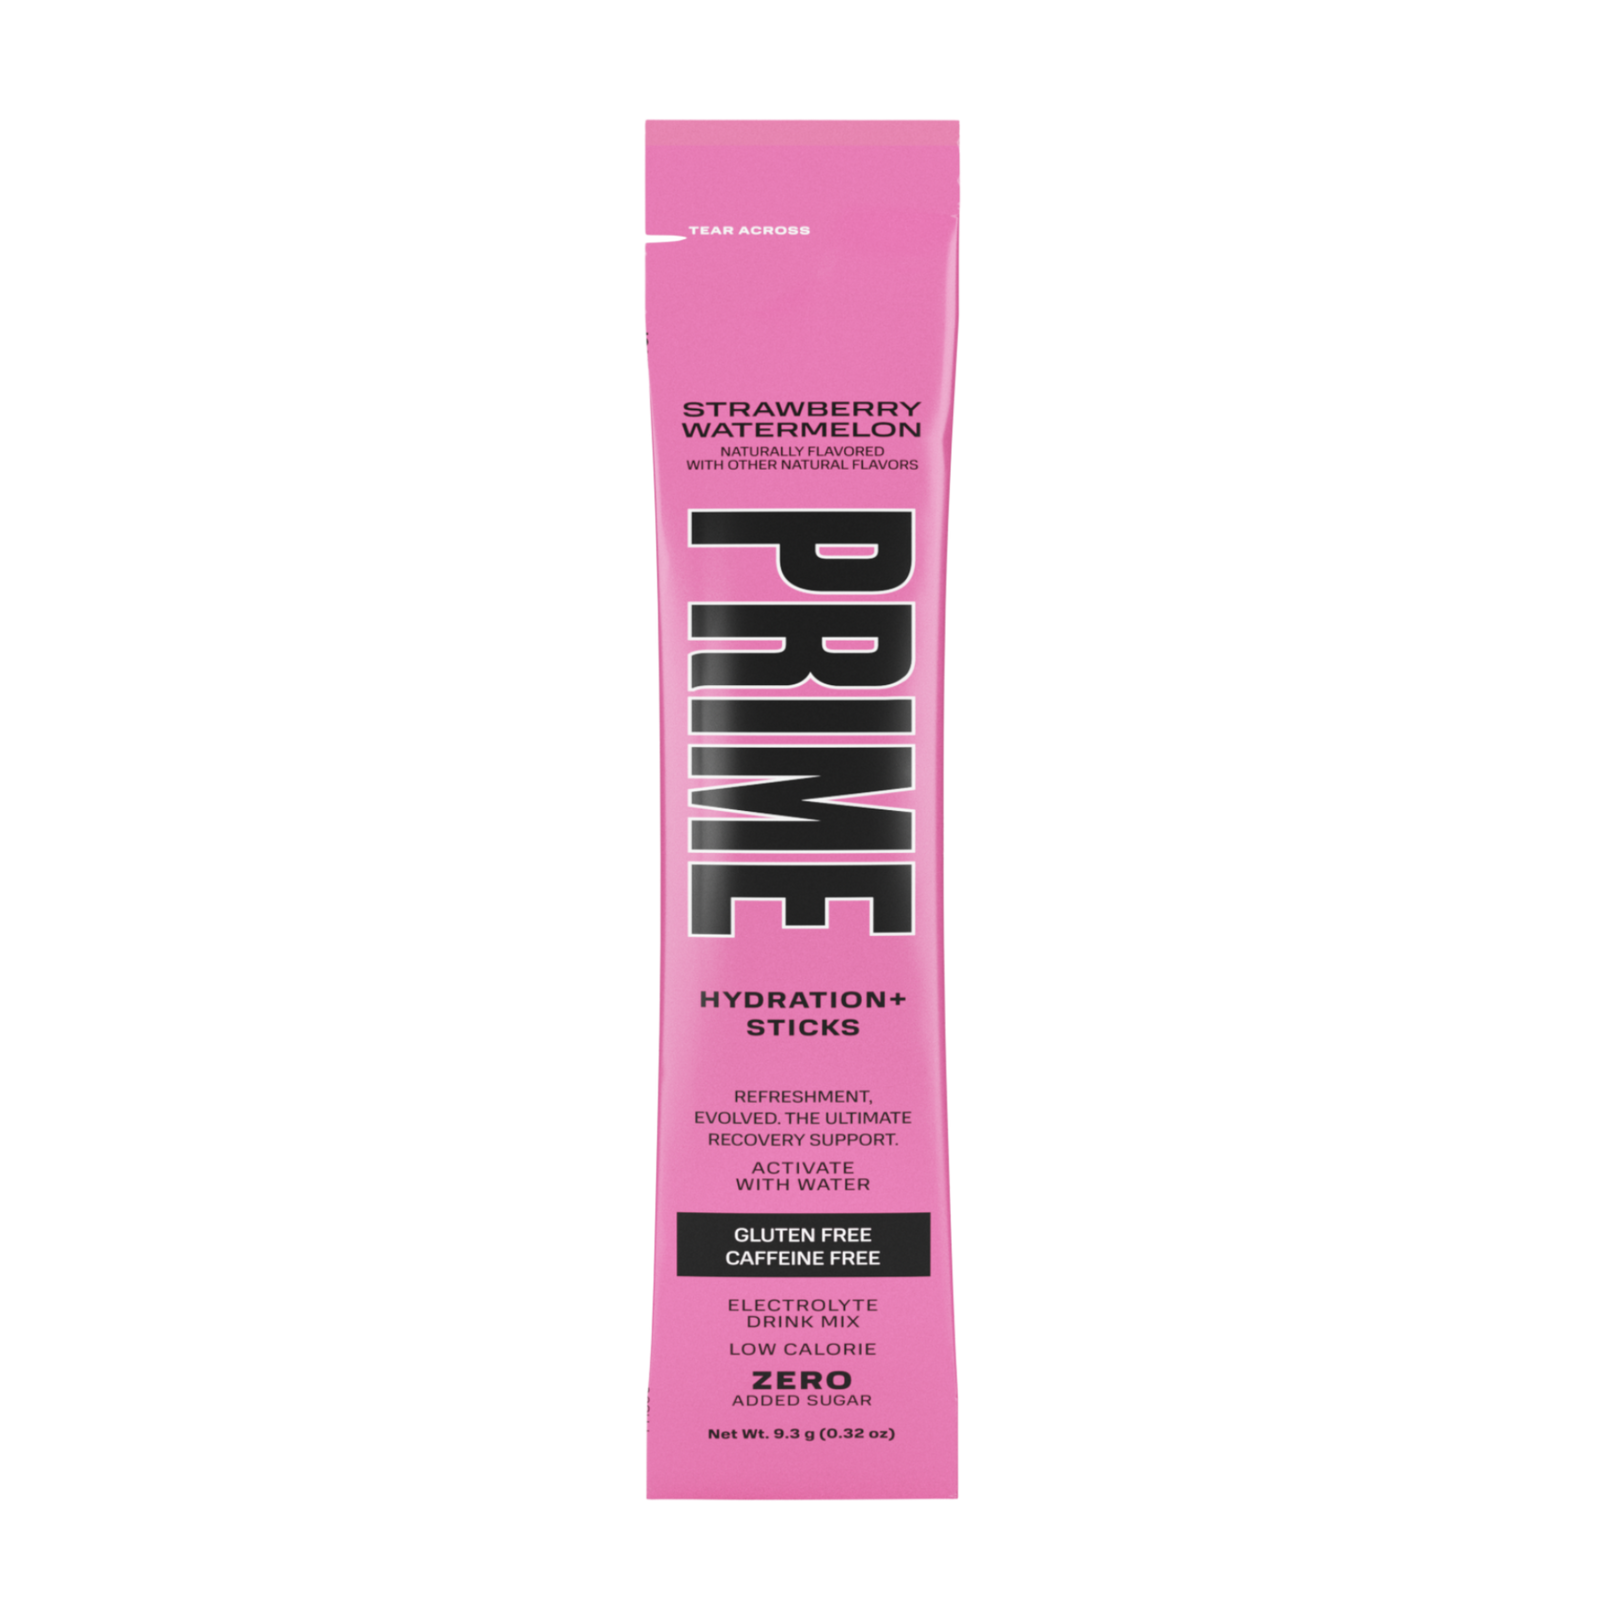 TEAR ACROSS
STRAWBERRY
WATERMELON
NATURALLY FLAVORED
WITH OTHER NATURAL FLAVORS
PRIME
HYDRATION+
STICKS
REFRESHMENT,
EVOLVED. THE ULTIMATE
RECOVERY SUPPORT.
ACTIVATE
WITH WATER
GLUTEN FREE
CAFFEINE FREE
ELECTROLYTE
DRINK MIX
LOW CALORIE
ZERO
ADDED SUGAR
Net Wt. 9.3 g (0.32 oz)